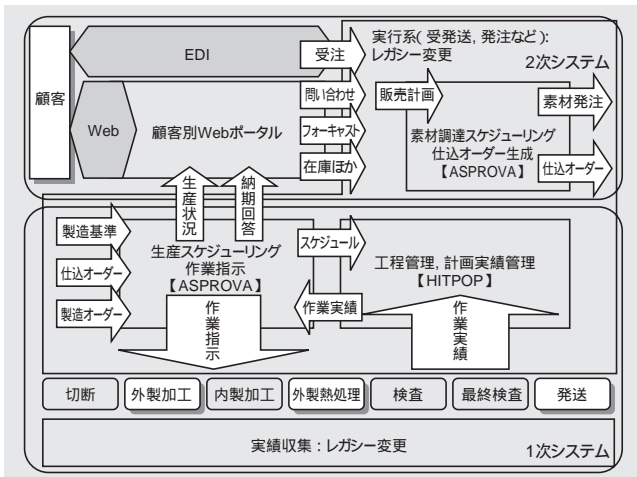 EDI
受注
実行系(受発送,発注など):
レガシー変更
2次システム
顧客
Web
顧客別Webポータル
問い合わせ
フォーキャスト
在庫ほか
販売計画
素材発注
素材調達スケジューリング
仕込オーダー生成
【ASPROVA】
仕込オーダー
生産状況
納期回答
製造基準
仕込オーダー
製造オーダー
生産スケジューリング
作業指示
【ASPROVA】
スケジュール
作業実績
工程管理,計画実績管理
【HITPOP】
作業指示
作業実績
切断
外製加工
内製加工
外製熱処理
検査
最終検査
発送
実績収集:レガシー変更
1次システム